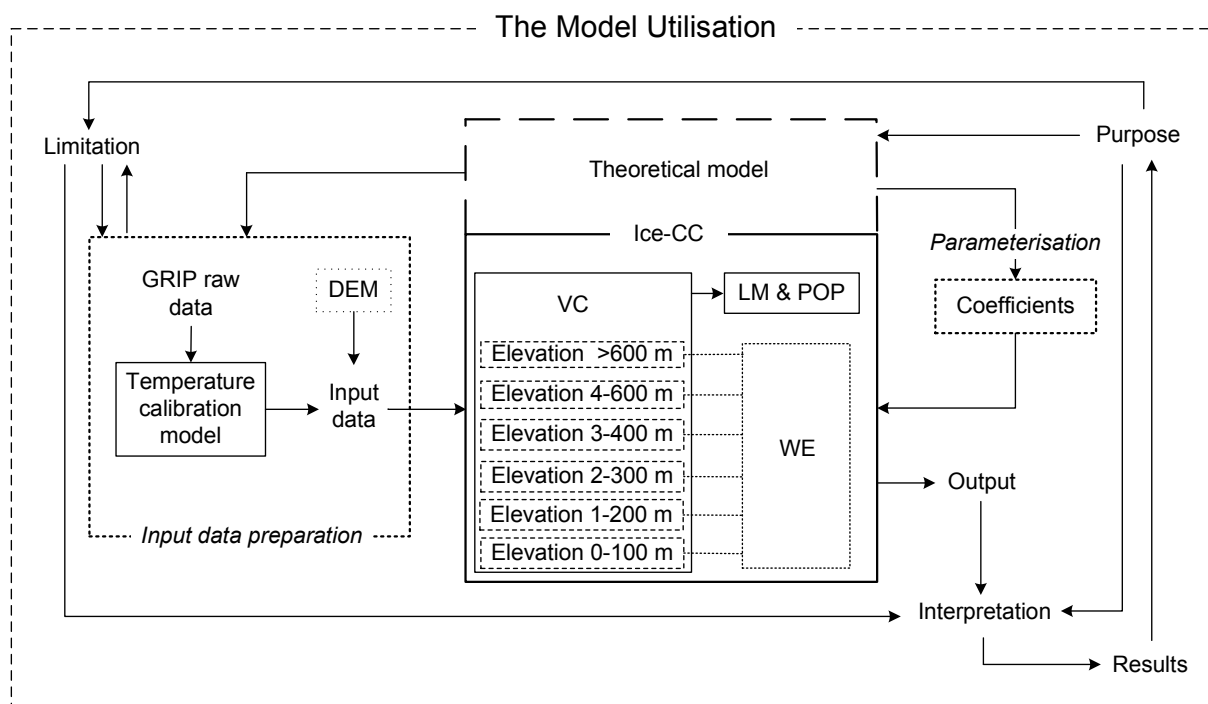 The Model Utilisation
Limitation
Purpose
Theoretical model
Ice-CC
Parameterisation
Coefficients
GRIP raw
data
DEM
Temperature
calibration
model
Input
data
Input data preparation
VC
LM & POP
Elevation >600 m
Elevation 4-600 m
Elevation 3-400 m
Elevation 2-300 m
Elevation 1-200 m
Elevation 0-100 m
WE
Output
Interpretation
Results